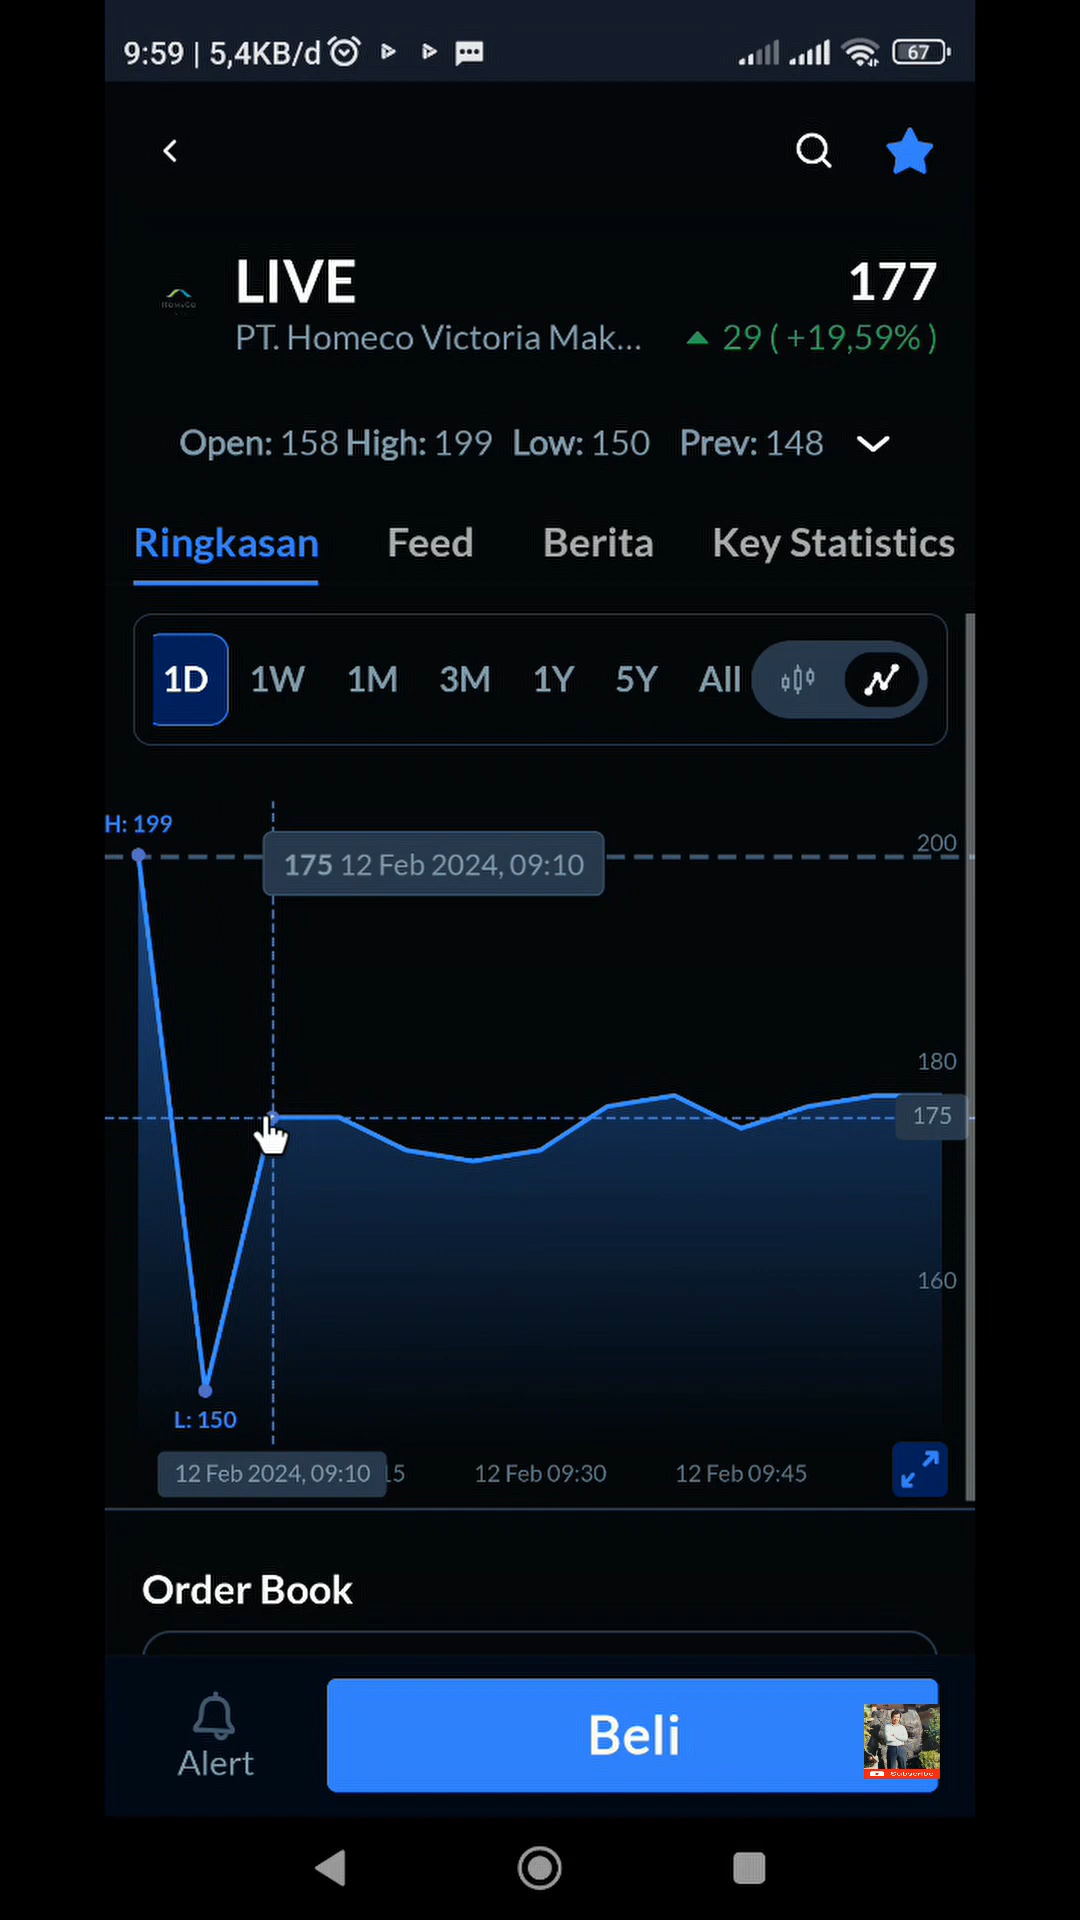 9:59 | 5,4KB/d
67
LIVE
177
PT. Homeco Victoria Mak...
29 ( +19,59% )
Open: 158 High: 199 Low: 150 Prev: 148
Ringkasan Feed Berita Key Statistics
1D 1W 1M 3M 1Y 5Y All
H: 199
200
175 12 Feb 2024, 09:10
180
175
160
L: 150
12 Feb 2024, 09:10 15 12 Feb 09:30 12 Feb 09:45
Order Book
Alert
Beli
Subscribe